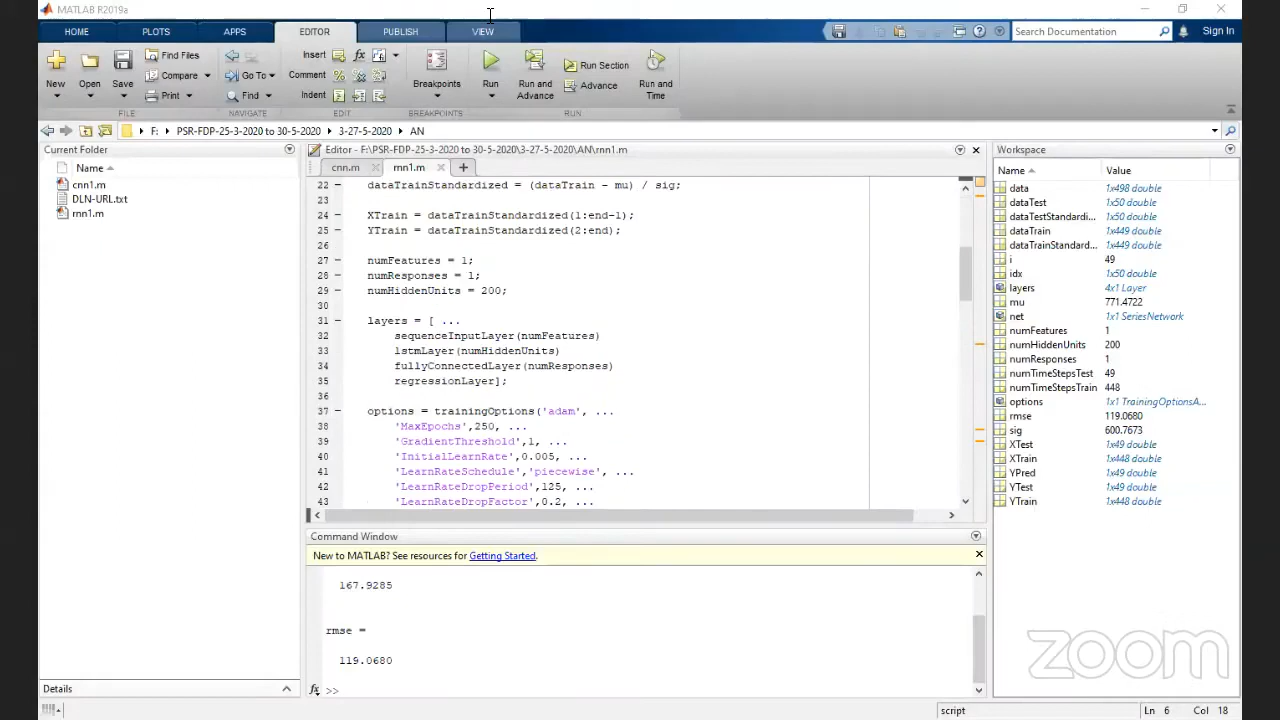 MATLAB R2019a
HOME PLOTS APPS EDITOR PUBLISH VIEW Search Documentation Sign In
New Open Save Find Files Compare Print Go To Find Insert Comment Indent Breakpoints Run Run and Advance Run Section Advance Run and Time
FILE NAVIGATE EDIT BREAKPOINTS RUN
F: PSR-FDP-25-3-2020 to 30-5-2020 3-27-5-2020 AN
Current Folder
Name
cnn1.m
DLN-URL.txt
rnn1.m
Details
Editor - F:\PSR-FDP-25-3-2020 to 30-5-2020\3-27-5-2020\AN\rnn1.m
cnn.m rnn1.m
22 – dataTrainStandardized = (dataTrain - mu) / sig;
23
24 – XTrain = dataTrainStandardized(1:end-1);
25 – YTrain = dataTrainStandardized(2:end);
26
27 – numFeatures = 1;
28 – numResponses = 1;
29 – numHiddenUnits = 200;
30
31 – layers = [ ...
32 sequenceInputLayer(numFeatures)
33 lstmLayer(numHiddenUnits)
34 fullyConnectedLayer(numResponses)
35 regressionLayer];
36
37 – options = trainingOptions('adam', ...
38 'MaxEpochs',250, ...
39 'GradientThreshold',1, ...
40 'InitialLearnRate',0.005, ...
41 'LearnRateSchedule','piecewise', ...
42 'LearnRateDropPeriod',125, ...
43 'LearnRateDropFactor',0.2, ...
Command Window
New to MATLAB? See resources for Getting Started.
167.9285
rmse =
119.0680
fx >>
Workspace
Name Value
data 1x498 double
dataTest 1x50 double
dataTestStandardi... 1x50 double
dataTrain 1x449 double
dataTrainStandard... 1x449 double
i 49
idx 1x50 double
layers 4x1 Layer
mu 771.4722
net 1x1 SeriesNetwork
numFeatures 1
numHiddenUnits 200
numResponses 1
numTimeStepsTest 49
numTimeStepsTrain 448
options 1x1 TrainingOptionsA...
rmse 119.0680
sig 600.7673
XTest 1x49 double
XTrain 1x448 double
YPred 1x49 double
YTest 1x49 double
YTrain 1x448 double
zoom
script Ln 6 Col 18